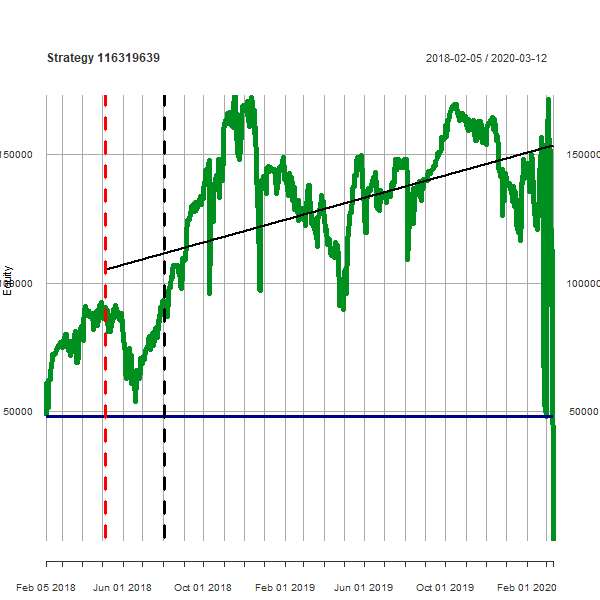 Strategy 116319639
2018-02-05 / 2020-03-12
150000 150000
Equity
100000 100000
50000 50000
Feb 05 2018 Jun 01 2018 Oct 01 2018 Feb 01 2019 Jun 01 2019 Oct 01 2019 Feb 01 2020